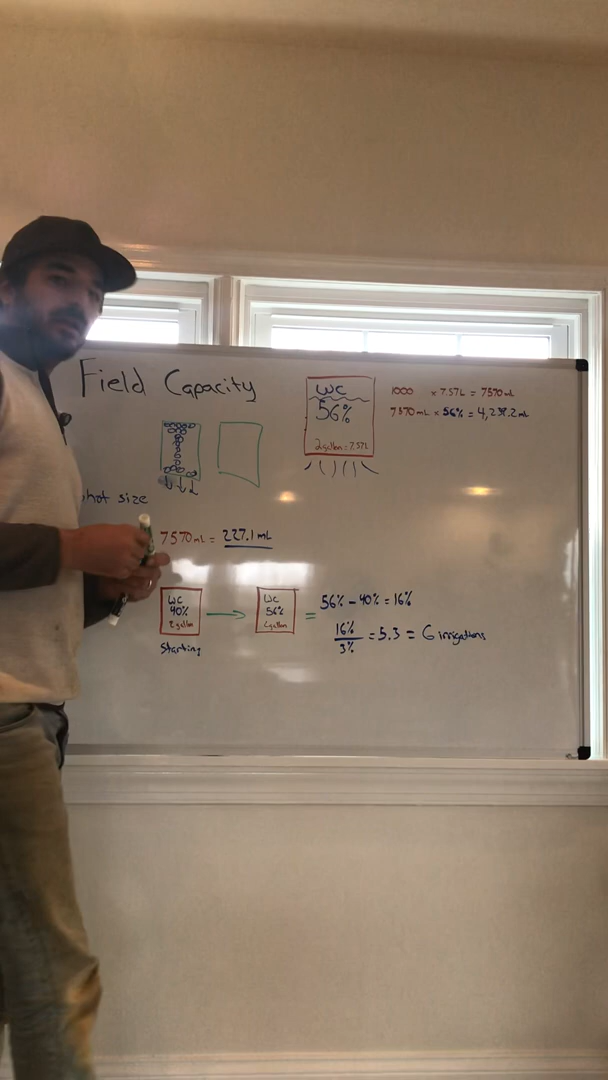 Field Capacity
WC
56%
2 gallon = 7.57L
1000 x 7.57L = 7570 mL
7570 mL x 56% = 4,239.2 mL
shot size
7570 mL = 227.1 mL
WC
40%
2 gallon
Starting
WC
56%
2 gallon
= 56% - 40% = 16%
16%
3%
= 5.3 = 6 irrigations